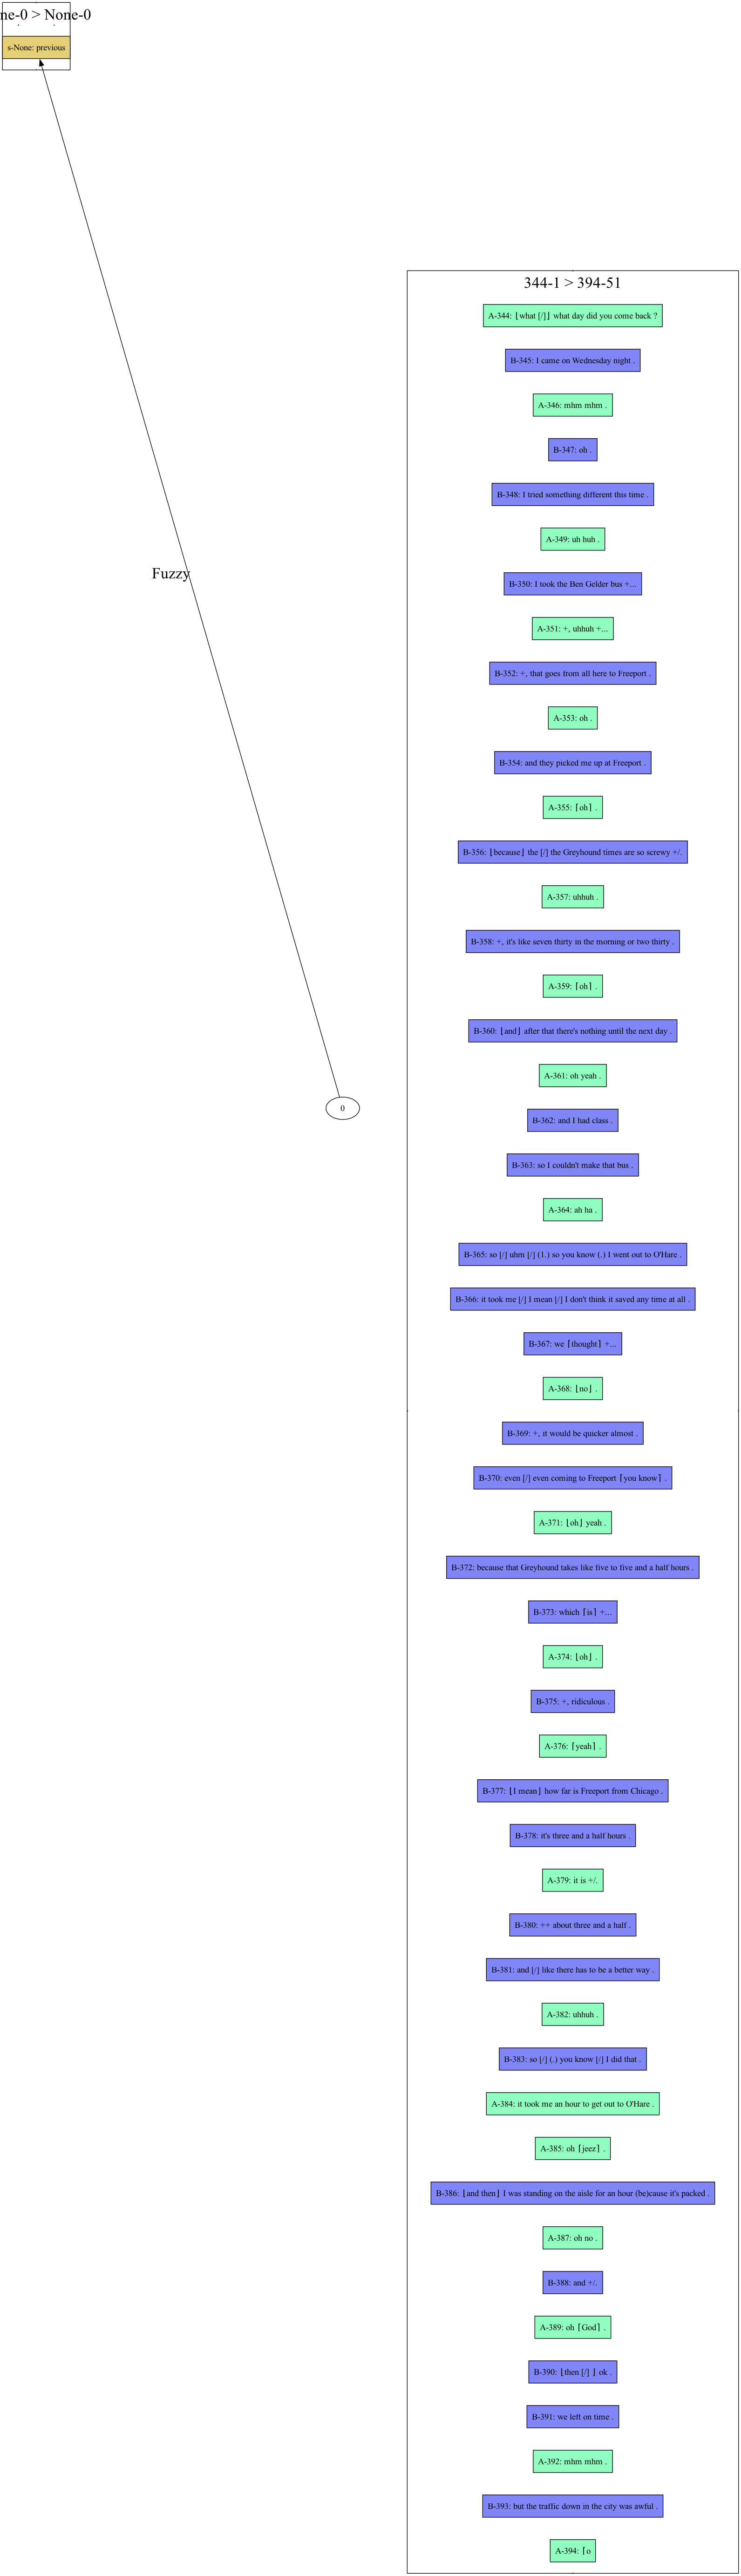 ne-0 > None-0
s-None: previous
344-1 > 394-51
A-344: ⌊what [/]⌋ what day did you come back ?
B-345: I came on Wednesday night .
A-346: mhm mhm .
B-347: oh .
B-348: I tried something different this time .
A-349: uh huh .
Fuzzy
B-350: I took the Ben Gelder bus +...
A-351: +, uhhuh +...
B-352: +, that goes from all here to Freeport .
A-353: oh .
B-354: and they picked me up at Freeport .
A-355: ⌈oh⌉ .
B-356: ⌊because⌋ the [/] the Greyhound times are so screwy +/.
A-357: uhhuh .
B-358: +, it's like seven thirty in the morning or two thirty .
A-359: ⌈oh⌉ .
B-360: ⌊and⌋ after that there's nothing until the next day .
A-361: oh yeah .
0
B-362: and I had class .
B-363: so I couldn't make that bus .
A-364: ah ha .
B-365: so [/] uhm [/] (1.) so you know (.) I went out to O'Hare .
B-366: it took me [/] I mean [/] I don't think it saved any time at all .
B-367: we ⌈thought⌉ +...
A-368: ⌊no⌋ .
B-369: +, it would be quicker almost .
B-370: even [/] even coming to Freeport ⌈you know⌉ .
A-371: ⌊oh⌋ yeah .
B-372: because that Greyhound takes like five to five and a half hours .
B-373: which ⌈is⌉ +...
A-374: ⌊oh⌋ .
B-375: +, ridiculous .
A-376: ⌈yeah⌉ .
B-377: ⌊I mean⌋ how far is Freeport from Chicago .
B-378: it's three and a half hours .
A-379: it is +/.
B-380: ++ about three and a half .
B-381: and [/] like there has to be a better way .
A-382: uhhuh .
B-383: so [/] (.) you know [/] I did that .
A-384: it took me an hour to get out to O'Hare .
A-385: oh ⌈jeez⌉ .
B-386: ⌊and then⌋ I was standing on the aisle for an hour (be)cause it's packed .
A-387: oh no .
B-388: and +/.
A-389: oh ⌈God⌉ .
B-390: ⌊then [/] ⌋ ok .
B-391: we left on time .
A-392: mhm mhm .
B-393: but the traffic down in the city was awful .
A-394: ⌈o